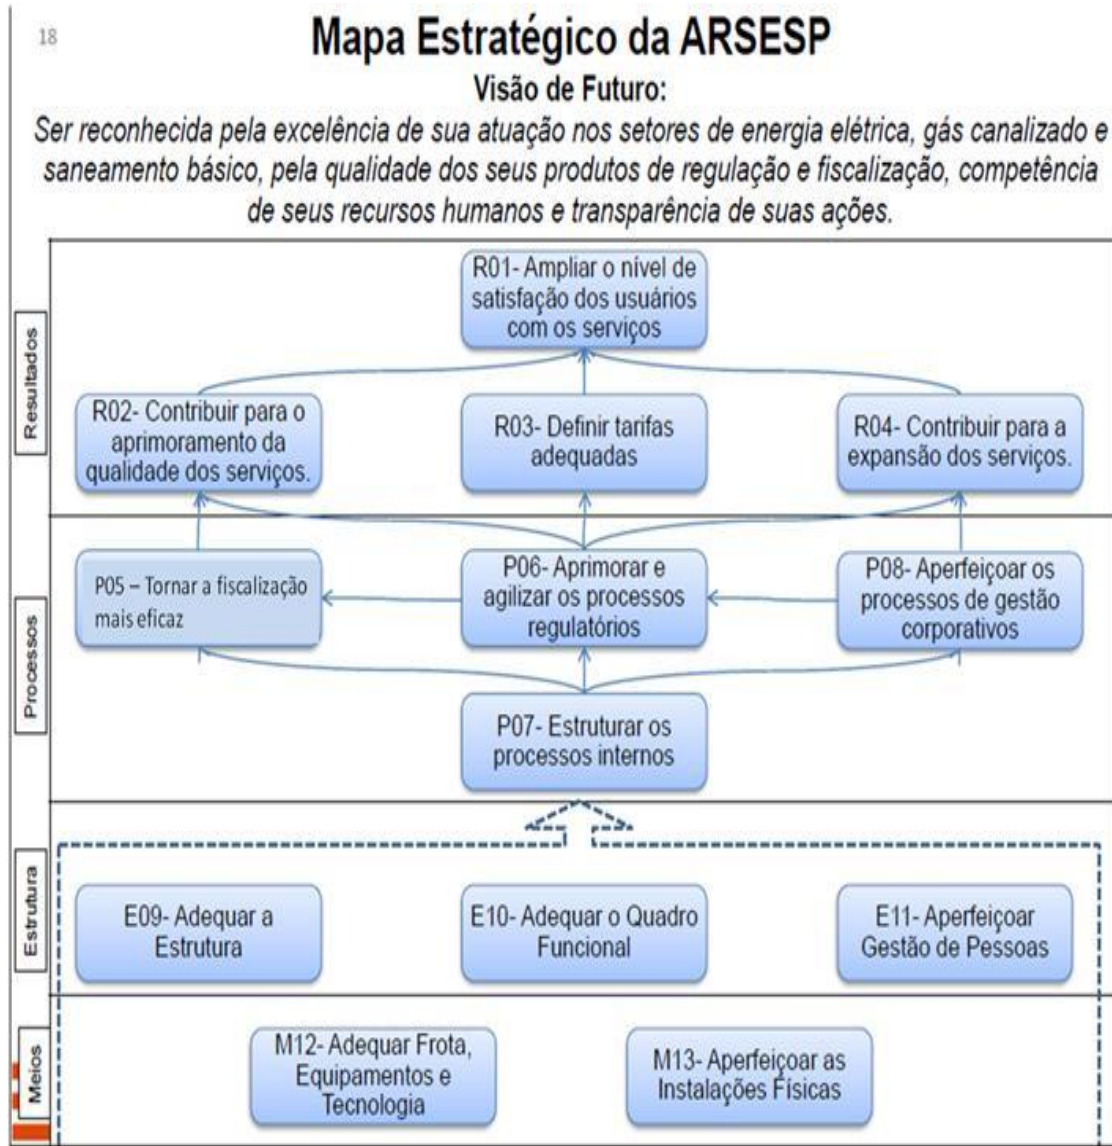 18
Mapa Estratégico da ARSESP
Visão de Futuro:
Ser reconhecida pela excelência de sua atuação nos setores de energia elétrica, gás canalizado e
saneamento básico, pela qualidade dos seus produtos de regulação e fiscalização, competência
de seus recursos humanos e transparência de suas ações.
Resultados
R01- Ampliar o nível de
satisfação dos usuários
com os serviços
R02- Contribuir para o
aprimoramento da
qualidade dos serviços.
R03- Definir tarifas
adequadas
R04- Contribuir para a
expansão dos serviços.
Processos
P05 – Tornar a fiscalização
mais eficaz
P06- Aprimorar e
agilizar os processos
regulatórios
P08- Aperfeiçoar os
processos de gestão
corporativos
P07- Estruturar os
processos internos
Estrutura
E09- Adequar a
Estrutura
E10- Adequar o Quadro
Funcional
E11- Aperfeiçoar
Gestão de Pessoas
Meios
M12- Adequar Frota,
Equipamentos e
Tecnologia
M13- Aperfeiçoar as
Instalações Físicas